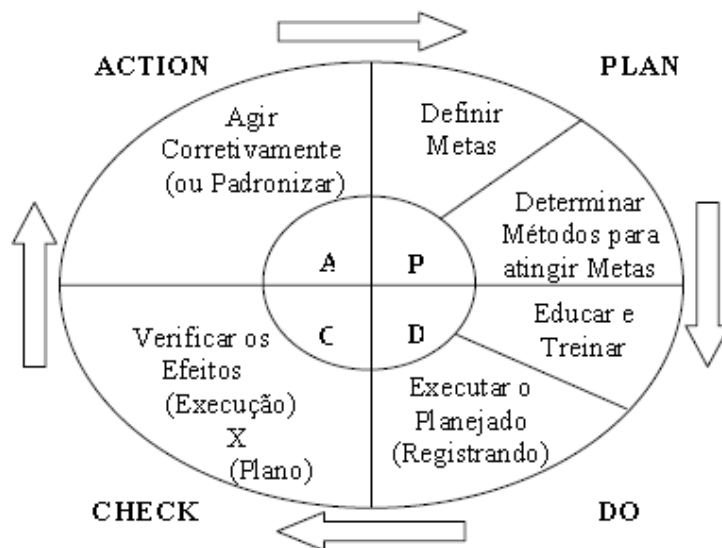 ACTION
PLAN
Agir
Corretivamente
(ou Padronizar)
Definir
Metas
Determinar
Métodos para
atingir Metas
A
P
C
D
Educar e
Treinar
Verificar os
Efeitos
(Execução)
X
(Plano)
Executar o
Planejado
(Registrando)
CHECK
DO